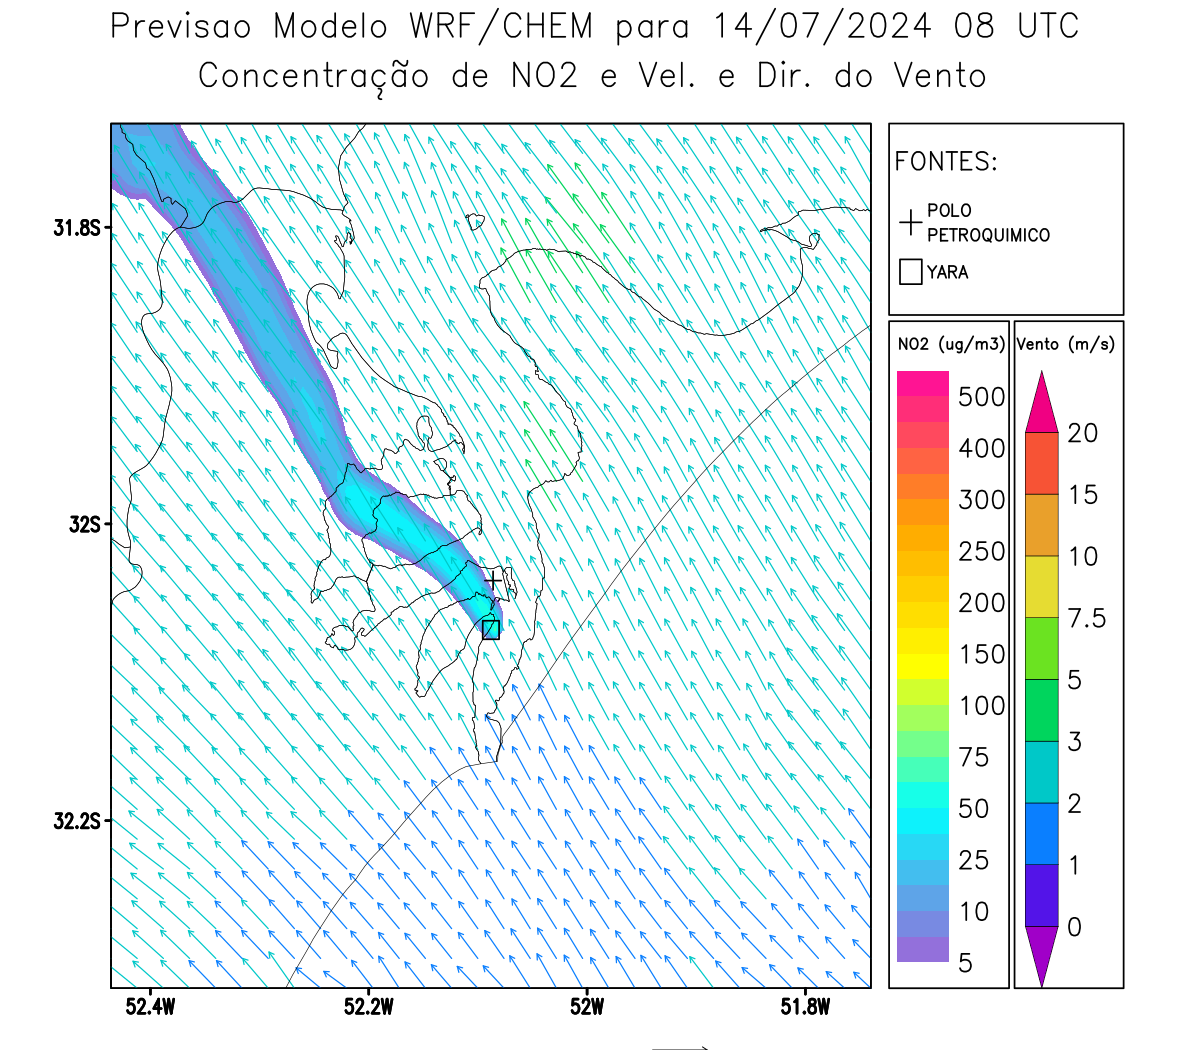 Previsao Modelo WRF/CHEM para 14/07/2024 08 UTC
Concentração de NO2 e Vel. e Dir. do Vento
FONTES:
POLO
PETROQUIMICO
YARA
NO2 (ug/m3)
500
400
300
250
200
150
100
75
50
25
10
5
Vento (m/s)
20
15
10
7.5
5
3
2
1
0
31.8S
32S
32.2S
52.4W
52.2W
52W
51.8W